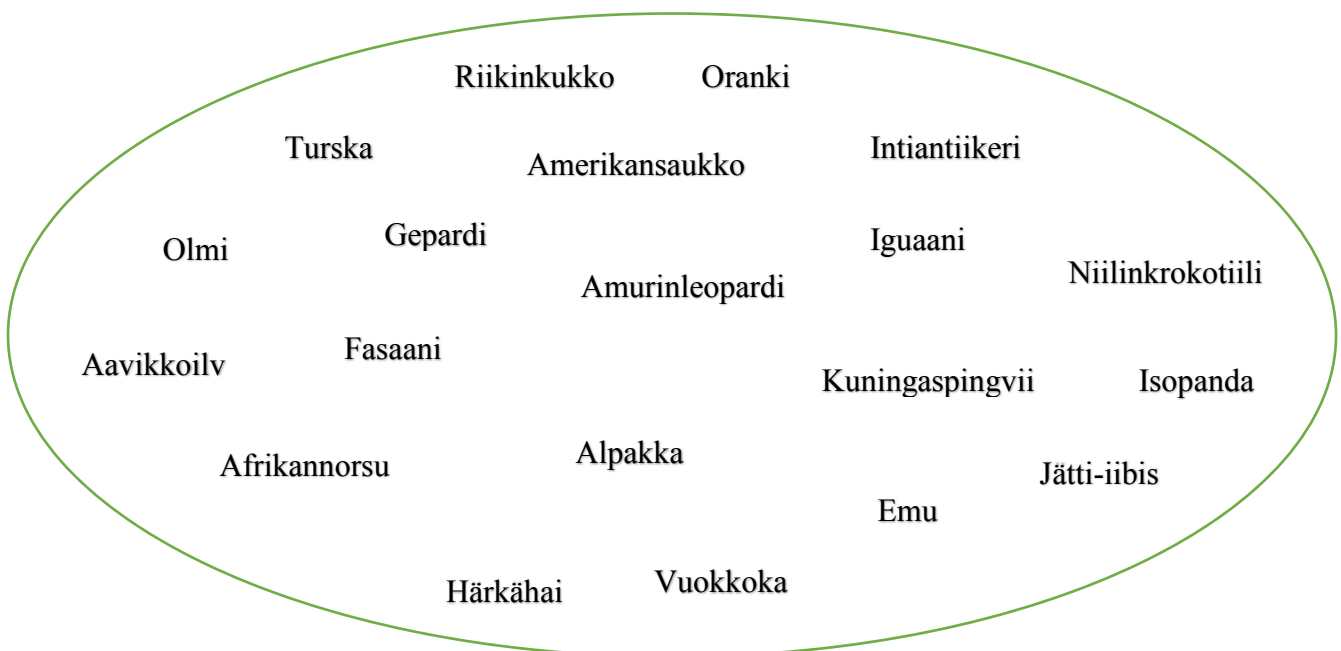 Riikinkukko
Oranki
Turska
Amerikansaukko
Intiantiikeri
Olmi
Gepardi
Iguaani
Amurinleopardi
Niilinkrokotiili
Aavikkoilv
Fasaani
Kuningaspingvii
Isopanda
Afrikannorsu
Alpakka
Jätti-iibis
Emu
Härkähai
Vuokkoka